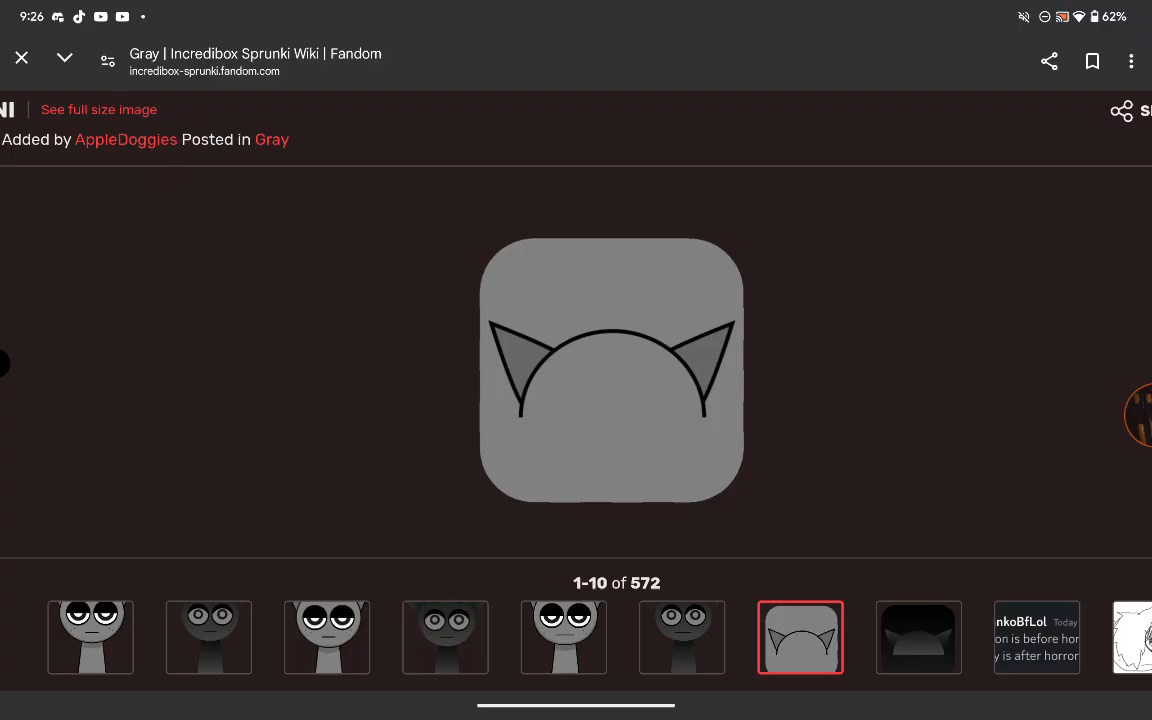 9:26
62%
Gray | Incredibox Sprunki Wiki | Fandom
incredibox-sprunki.fandom.com
NI | See full size image
Added by AppleDoggies Posted in Gray
1-10 of 572
nkoBfLol Today
on is before hor
y is after horror